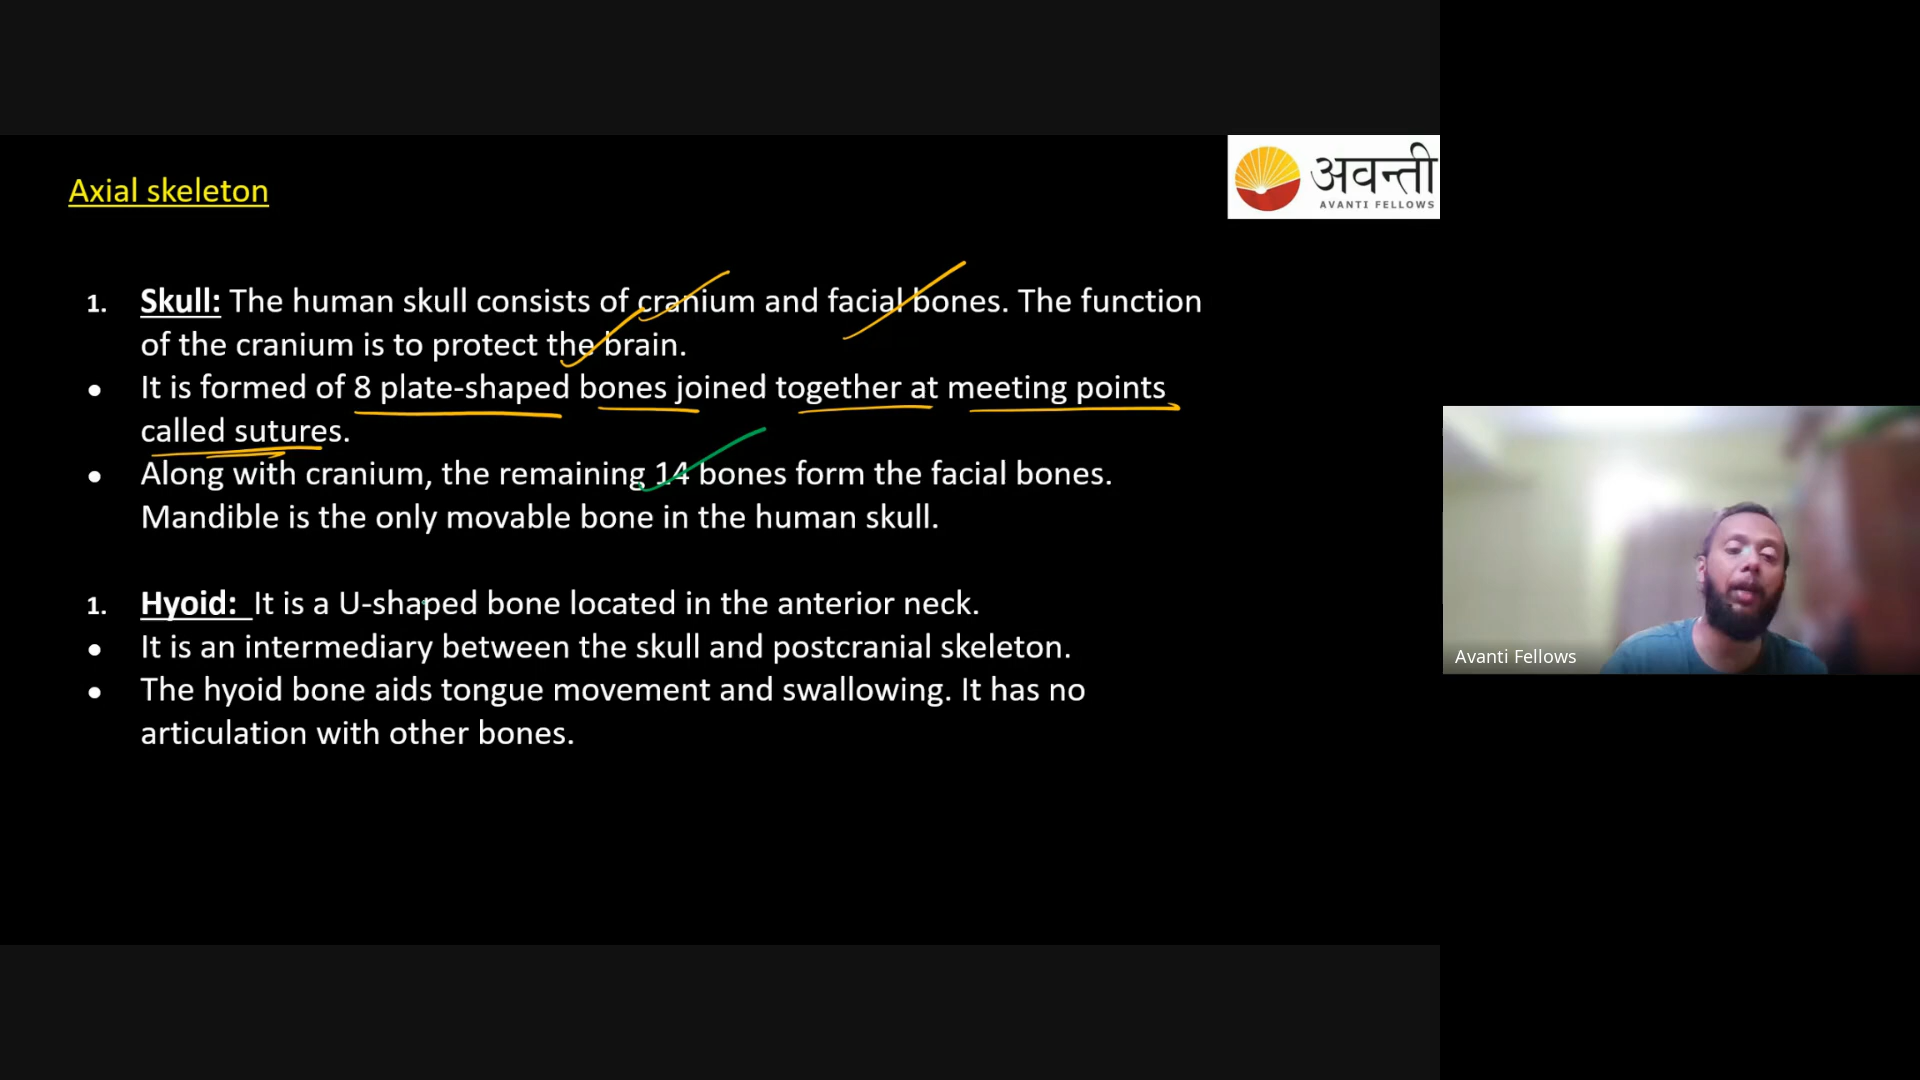 अवन्ती
AVANTI FELLOWS
Axial skeleton
1. Skull: The human skull consists of cranium and facial bones. The function
of the cranium is to protect the brain.
● It is formed of 8 plate-shaped bones joined together at meeting points
called sutures.
● Along with cranium, the remaining 14 bones form the facial bones.
Mandible is the only movable bone in the human skull.
1. Hyoid: It is a U-shaped bone located in the anterior neck.
● It is an intermediary between the skull and postcranial skeleton.
● The hyoid bone aids tongue movement and swallowing. It has no
articulation with other bones.
Avanti Fellows